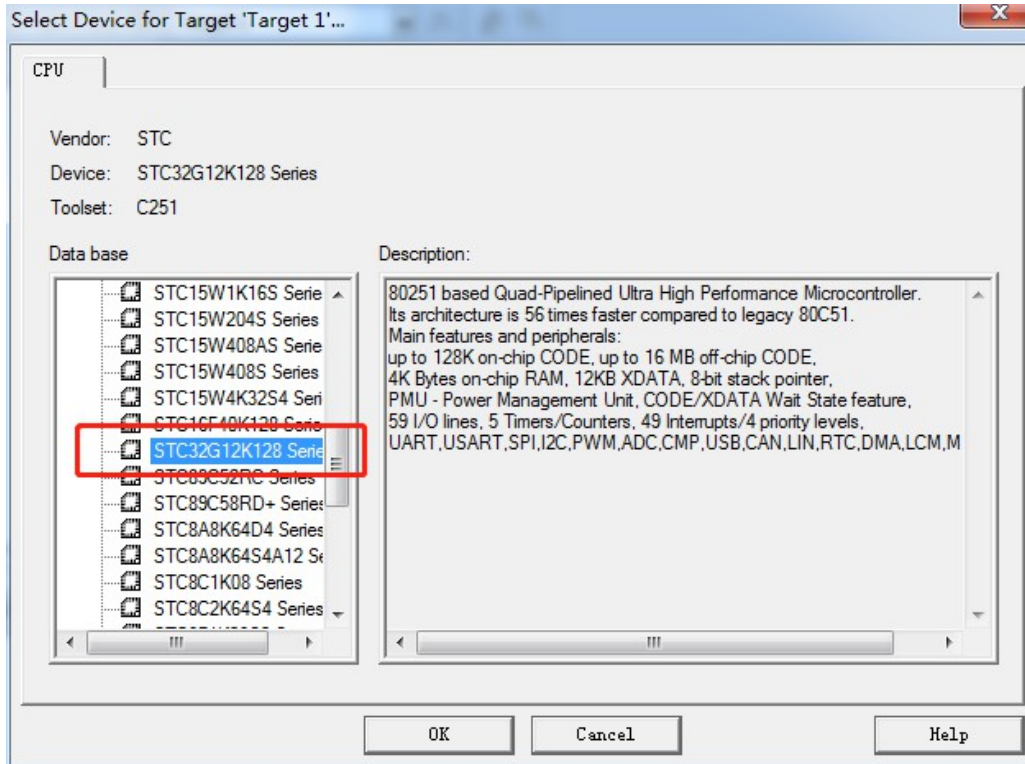 Select Device for Target 'Target 1'...
CPU
Vendor: STC
Device: STC32G12K128 Series
Toolset: C251
Data base
STC15W1K16S Serie
STC15W204S Series
STC15W408AS Serie
STC15W408S Series
STC15W4K32S4 Seri
STC16F40K128 Serie
STC32G12K128 Serie
STC89C52RC Series
STC89C58RD+ Series
STC8A8K64D4 Series
STC8A8K64S4A12 Se
STC8C1K08 Series
STC8C2K64S4 Series
Description:
80251 based Quad-Pipelined Ultra High Performance Microcontroller.
Its architecture is 56 times faster compared to legacy 80C51.
Main features and peripherals:
up to 128K on-chip CODE, up to 16 MB off-chip CODE,
4K Bytes on-chip RAM, 12KB XDATA, 8-bit stack pointer,
PMU - Power Management Unit, CODE/XDATA Wait State feature,
59 I/O lines, 5 Timers/Counters, 49 Interrupts/4 priority levels,
UART,USART,SPI,I2C,PWM,ADC,CMP,USB,CAN,LIN,RTC,DMA,LCM,M
OK
Cancel
Help